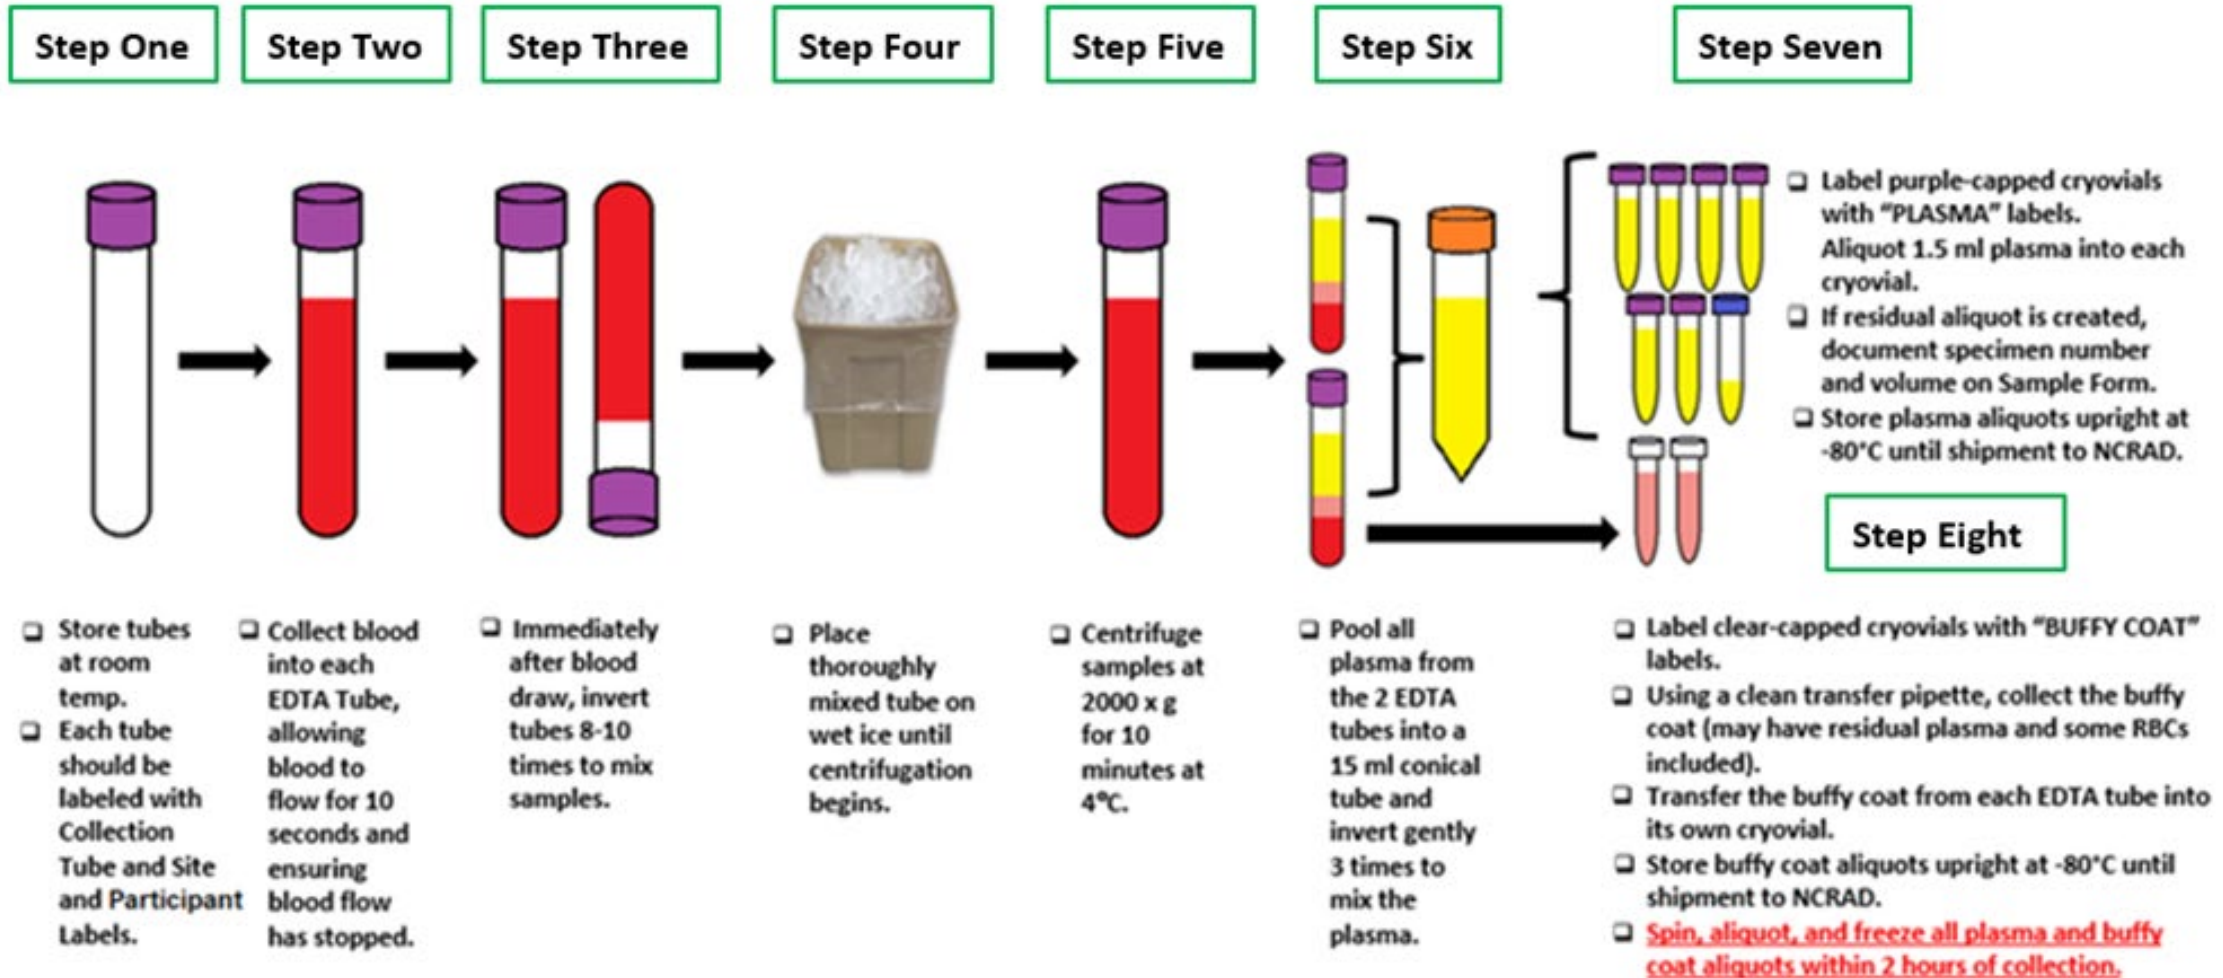 Step One
Step Two
Step Three
Step Four
Step Five
Step Six
Step Seven
❑ Label purple-capped cryovials
with “PLASMA” labels.
Aliquot 1.5 ml plasma into each
cryovial.
❑ If residual aliquot is created,
document specimen number
and volume on Sample Form.
❑ Store plasma aliquots upright at
-80°C until shipment to NCRAD.
Step Eight
❑ Store tubes
at room
temp.
❑ Each tube
should be
labeled with
Collection
Tube and Site
and Participant
Labels.
❑ Collect blood
into each
EDTA Tube,
allowing
blood to
flow for 10
seconds and
ensuring
blood flow
has stopped.
❑ Immediately
after blood
draw, invert
tubes 8-10
times to mix
samples.
❑ Place
thoroughly
mixed tube on
wet ice until
centrifugation
begins.
❑ Centrifuge
samples at
2000 x g
for 10
minutes at
4°C.
❑ Pool all
plasma from
the 2 EDTA
tubes into a
15 ml conical
tube and
invert gently
3 times to
mix the
plasma.
❑ Label clear-capped cryovials with “BUFFY COAT”
labels.
❑ Using a clean transfer pipette, collect the buffy
coat (may have residual plasma and some RBCs
included).
❑ Transfer the buffy coat from each EDTA tube into
its own cryovial.
❑ Store buffy coat aliquots upright at -80°C until
shipment to NCRAD.
❑ Spin, aliquot, and freeze all plasma and buffy
coat aliquots within 2 hours of collection.